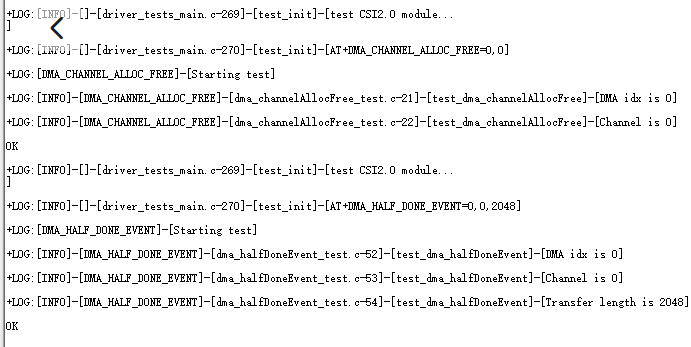 +LOG:[INFO]-[]-[driver_tests_main.c-269]-[test_init]-[test CSI2.0 module...
]
+LOG:[INFO]-[]-[driver_tests_main.c-270]-[test_init]-[AT+DMA_CHANNEL_ALLOC_FREE=0,0]
+LOG:[DMA_CHANNEL_ALLOC_FREE]-[Starting test]
+LOG:[INFO]-[DMA_CHANNEL_ALLOC_FREE]-[dma_channelAllocFree_test.c-21]-[test_dma_channelAllocFree]-[DMA idx is 0]
+LOG:[INFO]-[DMA_CHANNEL_ALLOC_FREE]-[dma_channelAllocFree_test.c-22]-[test_dma_channelAllocFree]-[Channel is 0]
OK
+LOG:[INFO]-[]-[driver_tests_main.c-269]-[test_init]-[test CSI2.0 module...
]
+LOG:[INFO]-[]-[driver_tests_main.c-270]-[test_init]-[AT+DMA_HALF_DONE_EVENT=0,0,2048]
+LOG:[DMA_HALF_DONE_EVENT]-[Starting test]
+LOG:[INFO]-[DMA_HALF_DONE_EVENT]-[dma_halfDoneEvent_test.c-52]-[test_dma_halfDoneEvent]-[DMA idx is 0]
+LOG:[INFO]-[DMA_HALF_DONE_EVENT]-[dma_halfDoneEvent_test.c-53]-[test_dma_halfDoneEvent]-[Channel is 0]
+LOG:[INFO]-[DMA_HALF_DONE_EVENT]-[dma_halfDoneEvent_test.c-54]-[test_dma_halfDoneEvent]-[Transfer length is 2048]
OK